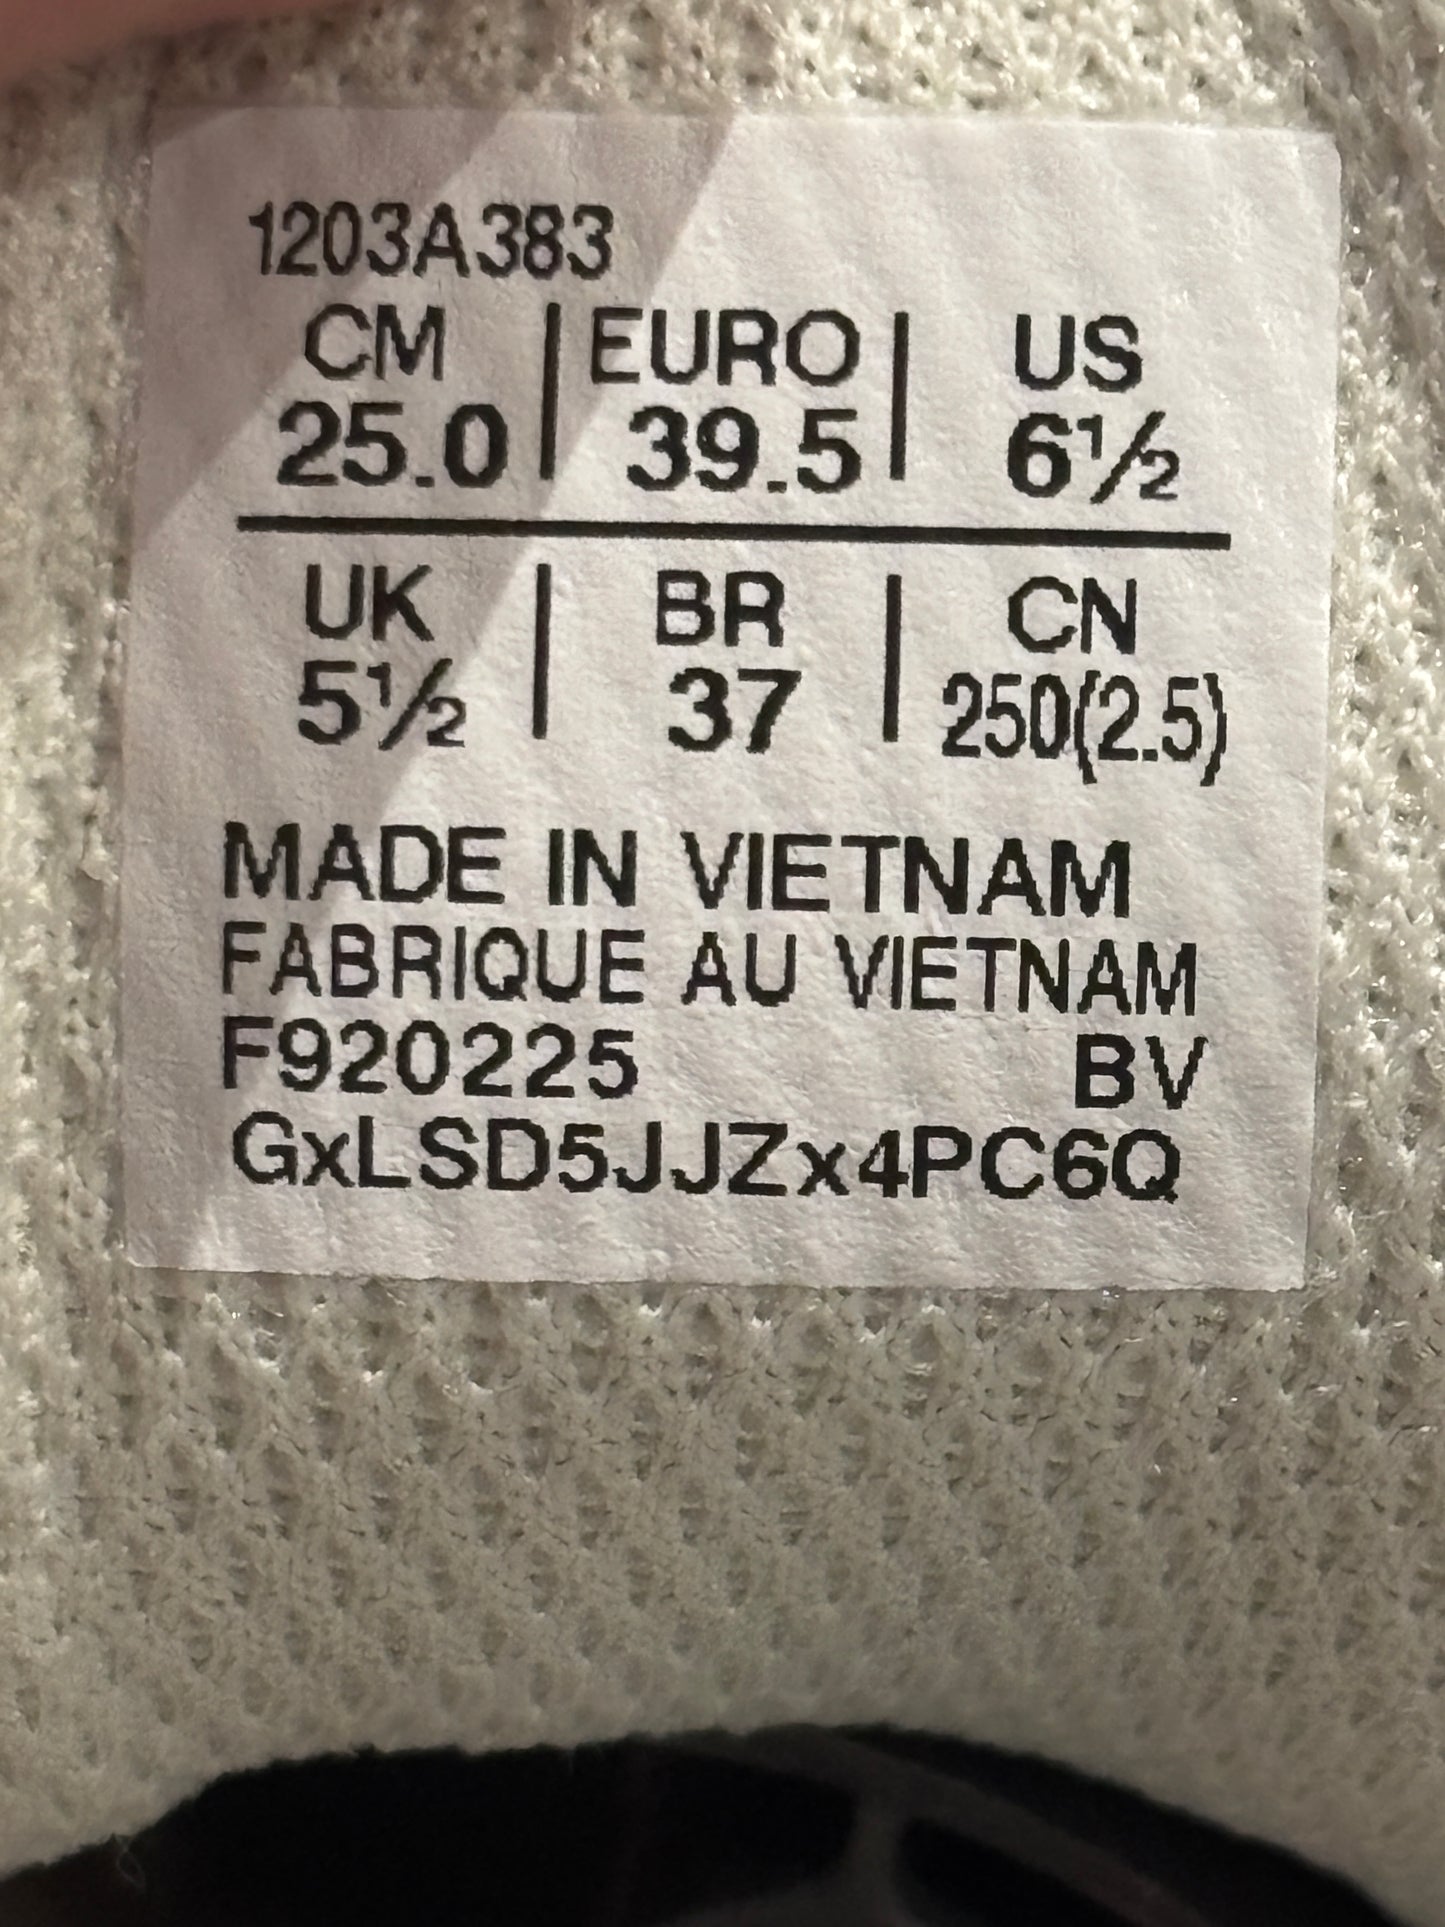 1203A383
CM | EURO | US
25.0 | 39.5 | 6½
UK | BR | CN
5½ | 37 | 250(2.5)
MADE IN VIETNAM
FABRIQUE AU VIETNAM
F920225 BV
GxLSD5JJZx4PC6Q